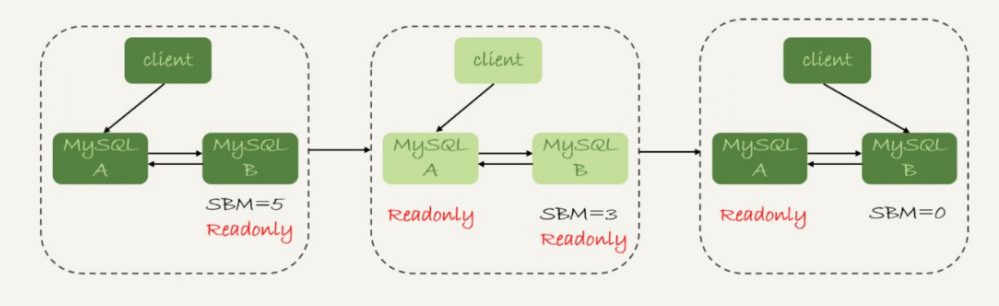 client
MySQL
A
MySQL
B
SBM=5
Readonly
client
MySQL
A
MySQL
B
Readonly
SBM=3
Readonly
client
MySQL
A
MySQL
B
Readonly
SBM=0